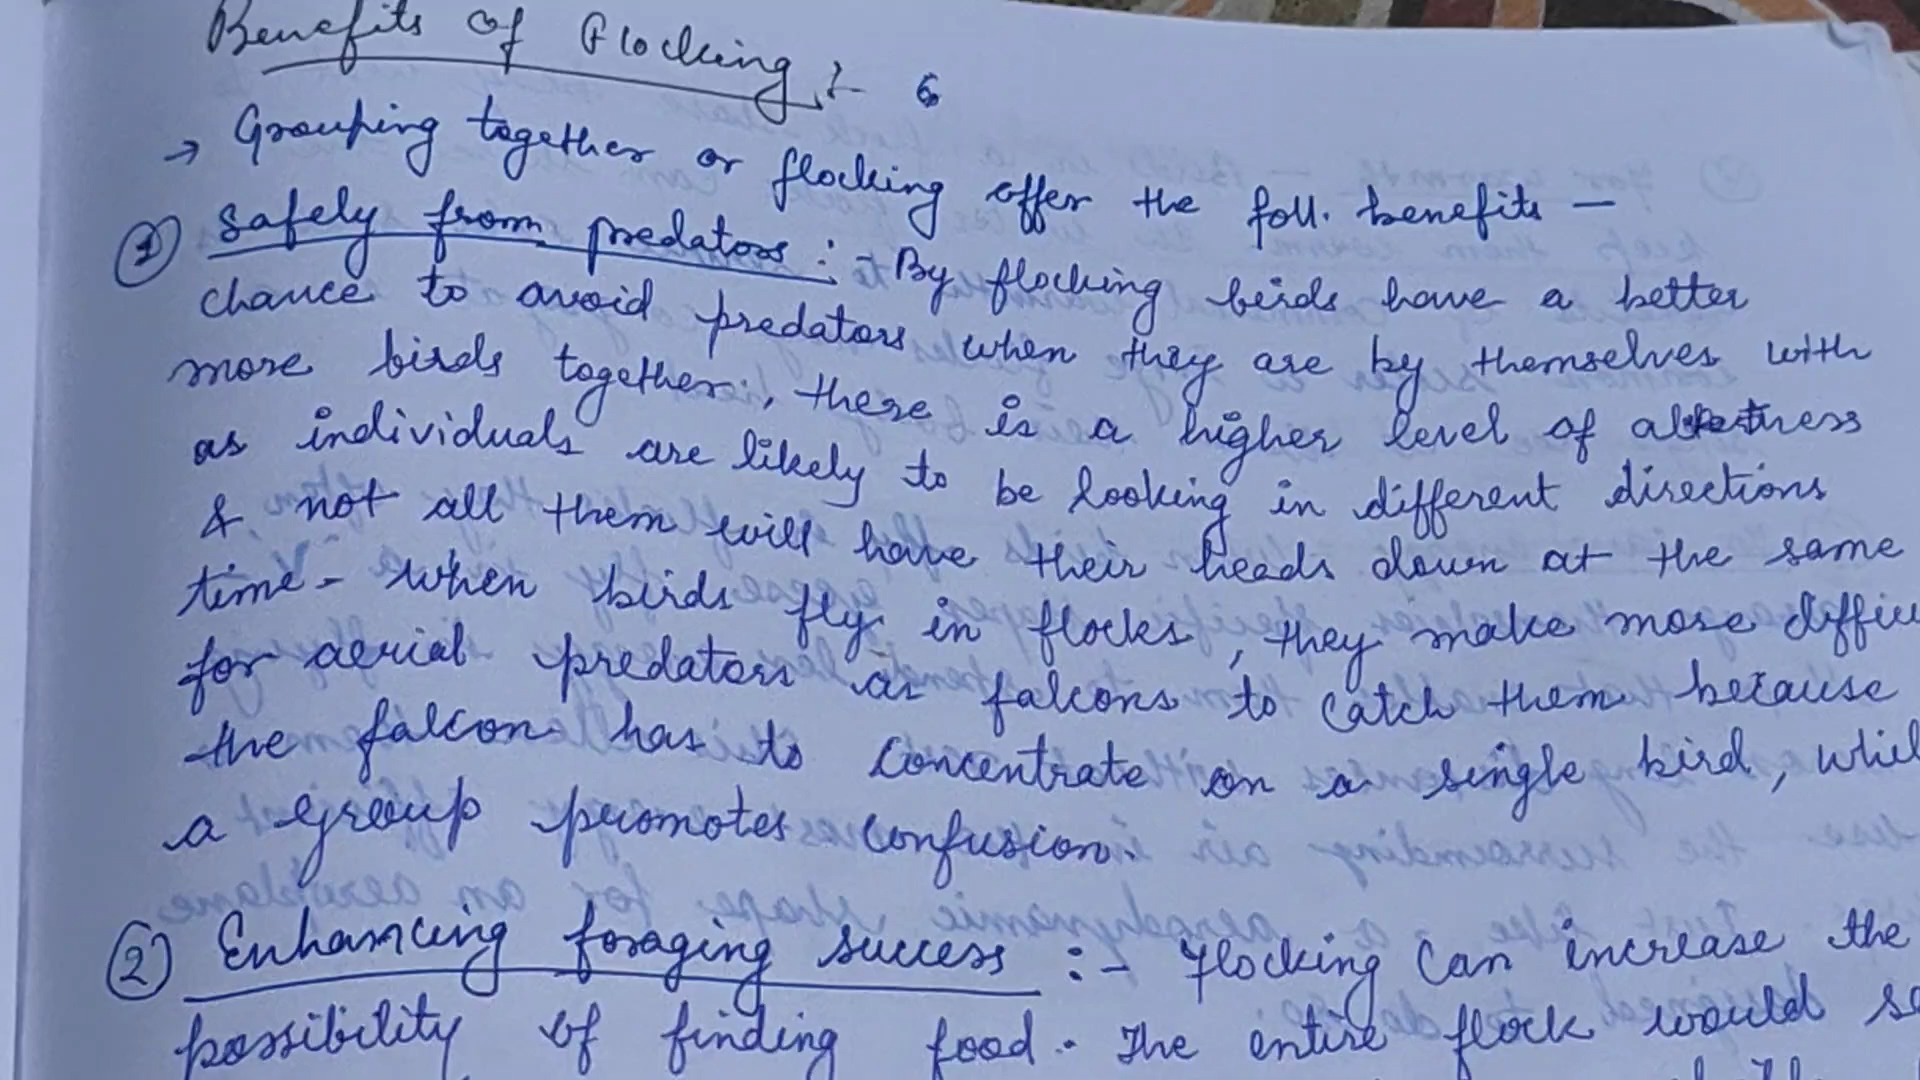 Benefits of Flocking :- 6
→ Grouping together or flocking offer the foll. benefits —
① Safely from predators :- By flocking birds have a better
chance to avoid predators when they are by themselves with
more birds together, there is a higher level of
as individuals are likely to be looking in different directions
& not all them will have their heads down at the same
time - when birds fly in flocks, they make more
for aerial predators as falcons to catch them because
the falcon has to concentrate on a single bird,
a group promotes confusion.
② Enhancing foraging success :- Flocking can increase the
possibility of finding food. The entire flock would